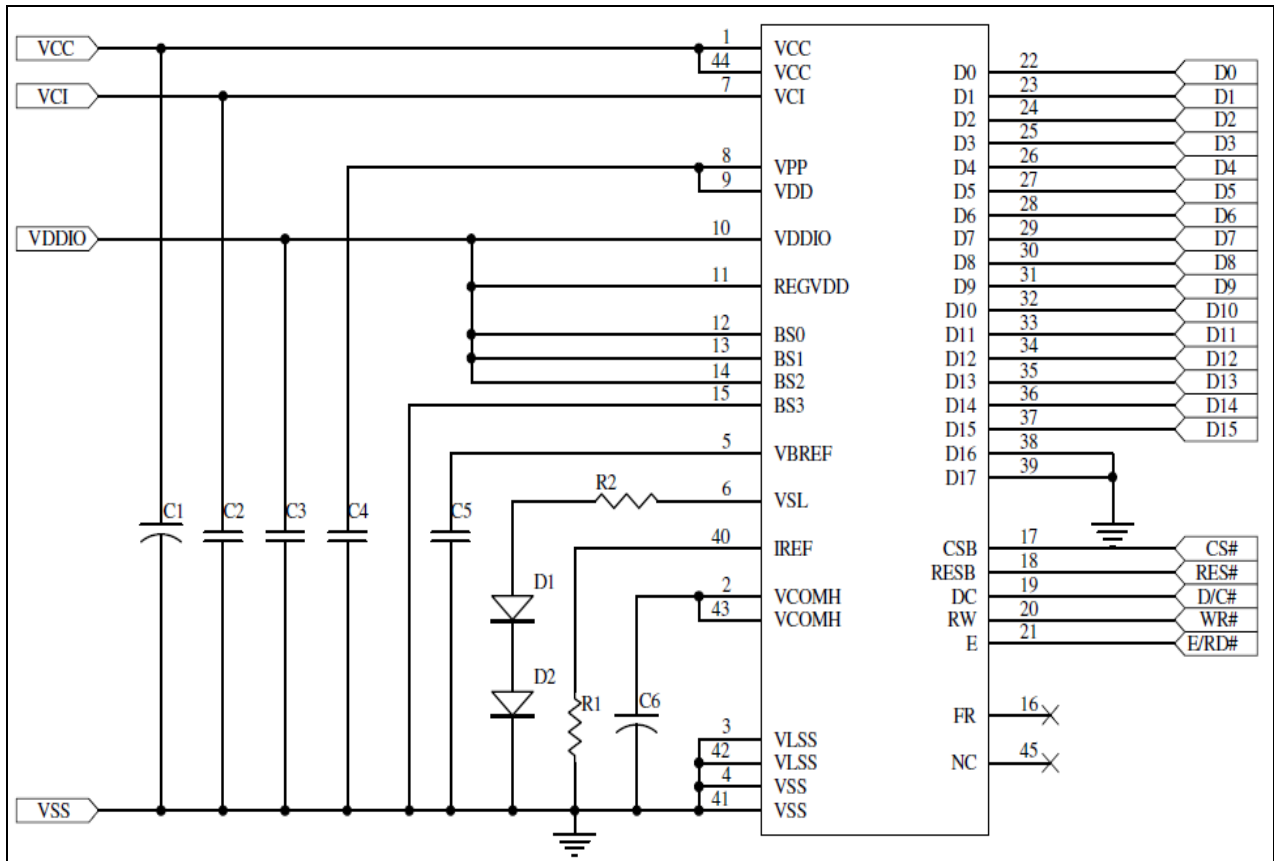 VCC 1 VCC
44 VCC
VCI 7 VCI
8 VPP
9 VDD
VDDIO 10 VDDIO
11 REGVDD
12 BS0
13 BS1
14 BS2
15 BS3
5 VBREF
R2 6 VSL
C1 C2 C3 C4 C5
40 IREF
D1 2 VCOMH
43 VCOMH
D2 R1 C6
3 VLSS
42 VLSS
4 VSS
VSS 41 VSS
D0 22 D0
D1 23 D1
D2 24 D2
D3 25 D3
D4 26 D4
D5 27 D5
D6 28 D6
D7 29 D7
D8 30 D8
D9 31 D9
D10 32 D10
D11 33 D11
D12 34 D12
D13 35 D13
D14 36 D14
D15 37 D15
D16 38
D17 39
CSB 17 CS#
RESB 18 RES#
DC 19 D/C#
RW 20 WR#
E 21 E/RD#
FR 16
NC 45